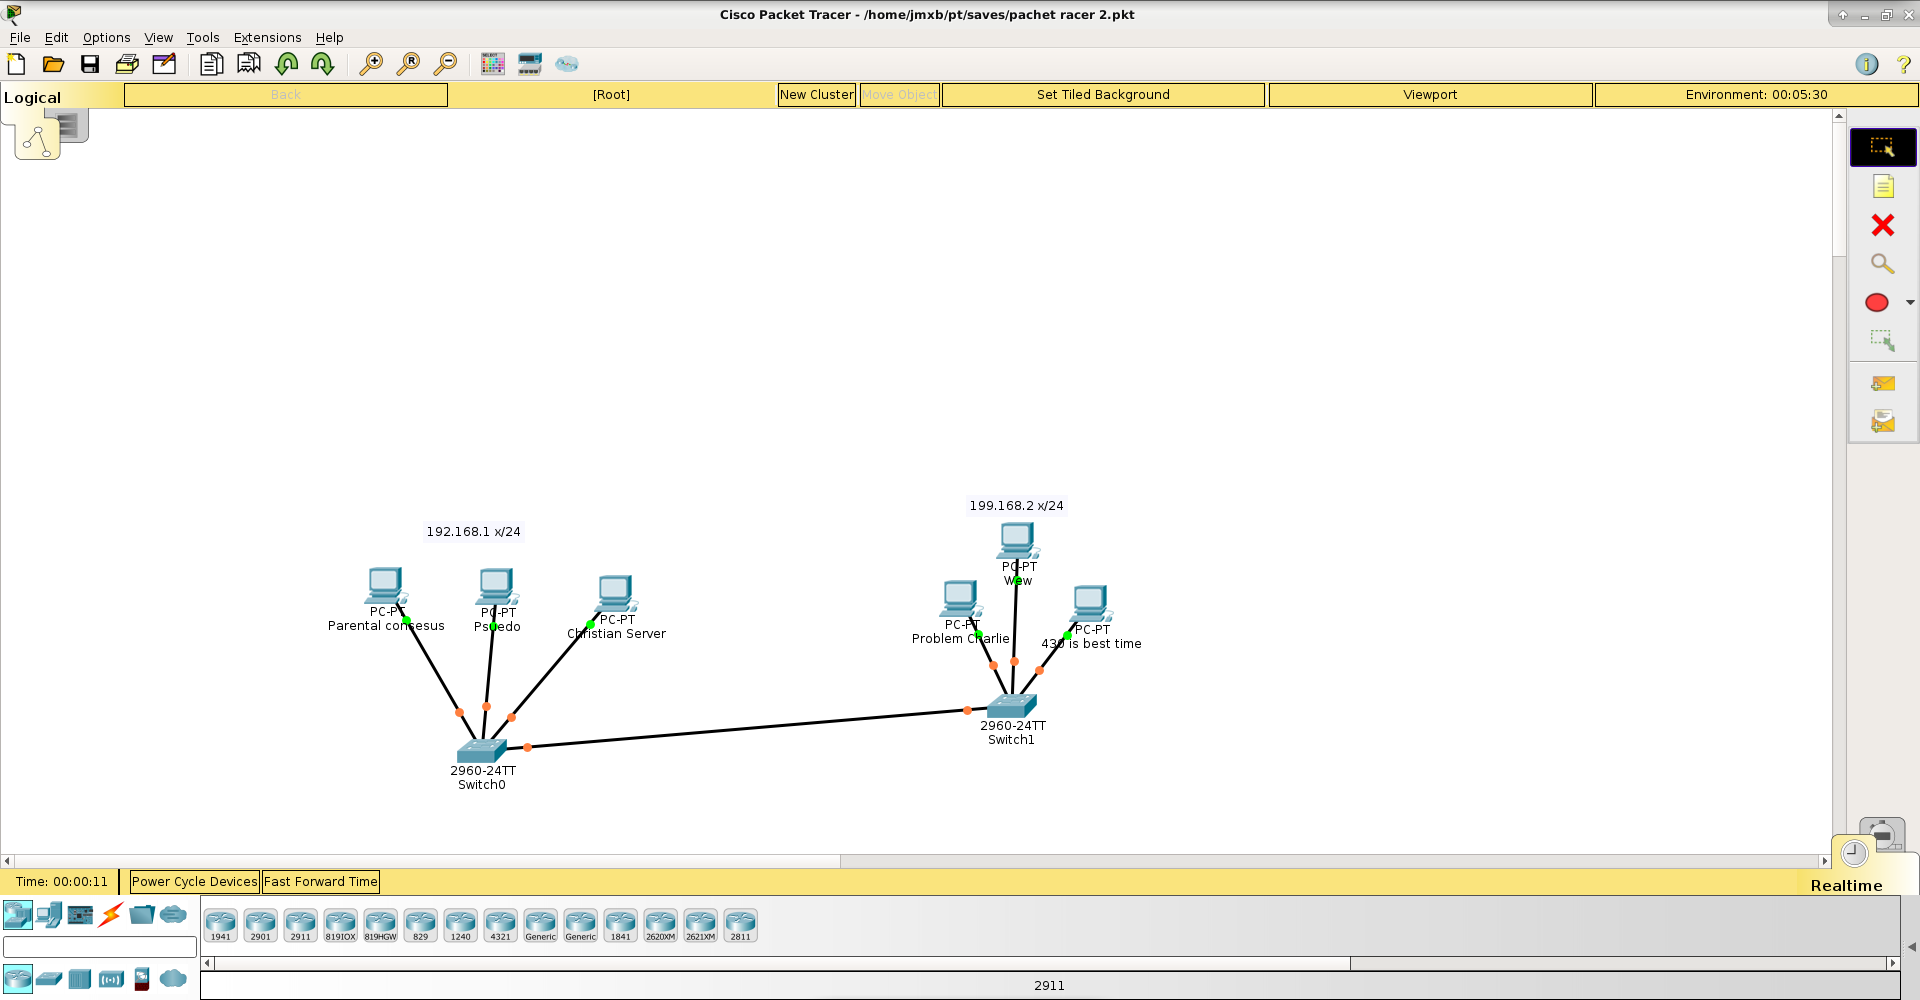 Cisco Packet Tracer - /home/jmxb/pt/saves/pachet racer 2.pkt
File Edit Options View Tools Extensions Help
Logical Back [Root] New Cluster Move Object Set Tiled Background Viewport Environment: 00:05:30
199.168.2 x/24
192.168.1 x/24
PC-PT
Wew
PC-PT
Parental consesus
PC-PT
Psuedo
PC-PT
Christian Server
PC-PT
Problem Charlie
PC-PT
430 is best time
2960-24TT
Switch1
2960-24TT
Switch0
Time: 00:00:11 Power Cycle Devices Fast Forward Time
Realtime
1941 2901 2911 819IOX 819HGW 829 1240 4321 Generic Generic 1841 2620XM 2621XM 2811
2911